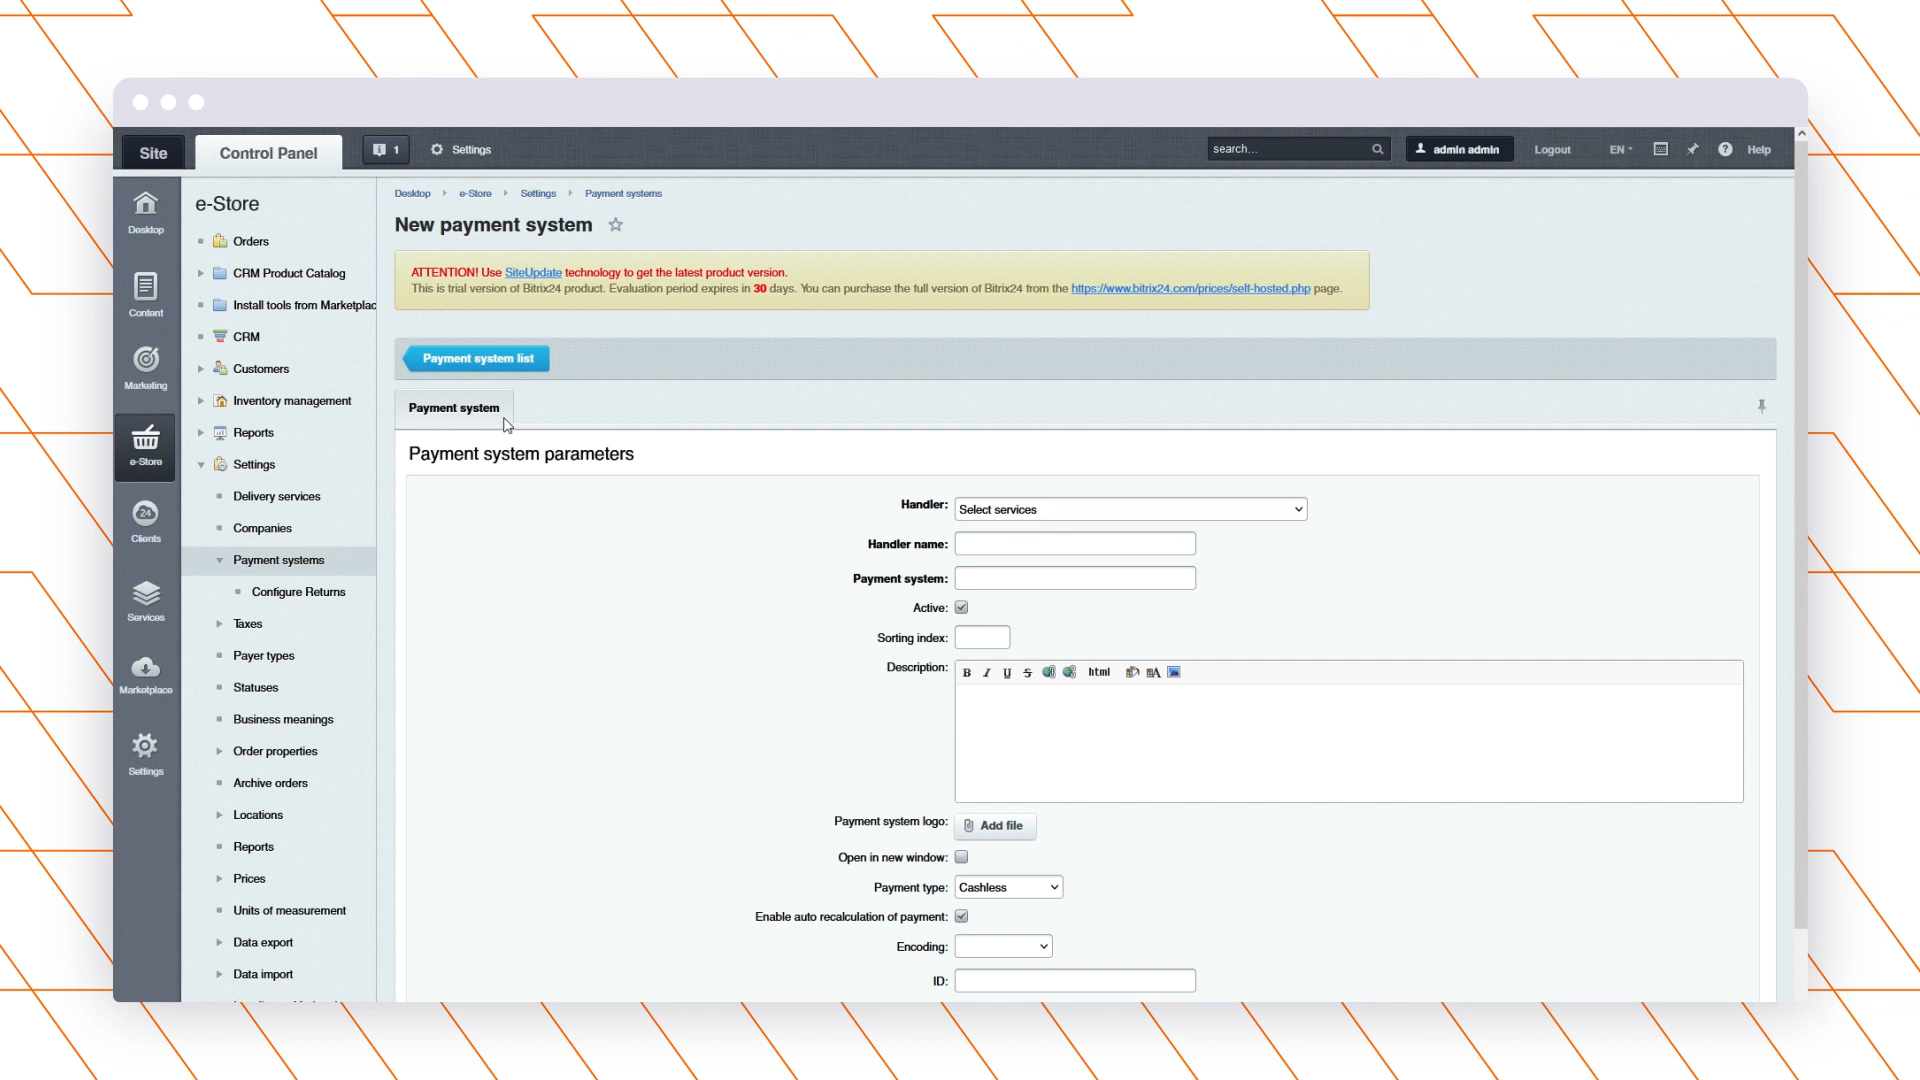 Site
Control Panel
1
Settings
search...
admin admin
Logout
EN
Help
Desktop
Content
Marketing
e-Store
24
Clients
Services
Marketplace
Settings
e-Store
Orders
CRM Product Catalog
Install tools from Marketplac
CRM
Customers
Inventory management
Reports
Settings
Delivery services
Companies
Payment systems
Configure Returns
Taxes
Payer types
Statuses
Business meanings
Order properties
Archive orders
Locations
Reports
Prices
Units of measurement
Data export
Data import
Desktop e-Store Settings Payment systems
New payment system
ATTENTION! Use SiteUpdate technology to get the latest product version.
This is trial version of Bitrix24 product. Evaluation period expires in 30 days. You can purchase the full version of Bitrix24 from the https://www.bitrix24.com/prices/self-hosted.php page.
Payment system list
Payment system
Payment system parameters
Handler: Select services
Handler name:
Payment system:
Active:
Sorting index:
Description: B I U S html A
Payment system logo: Add file
Open in new window:
Payment type: Cashless
Enable auto recalculation of payment:
Encoding:
ID: